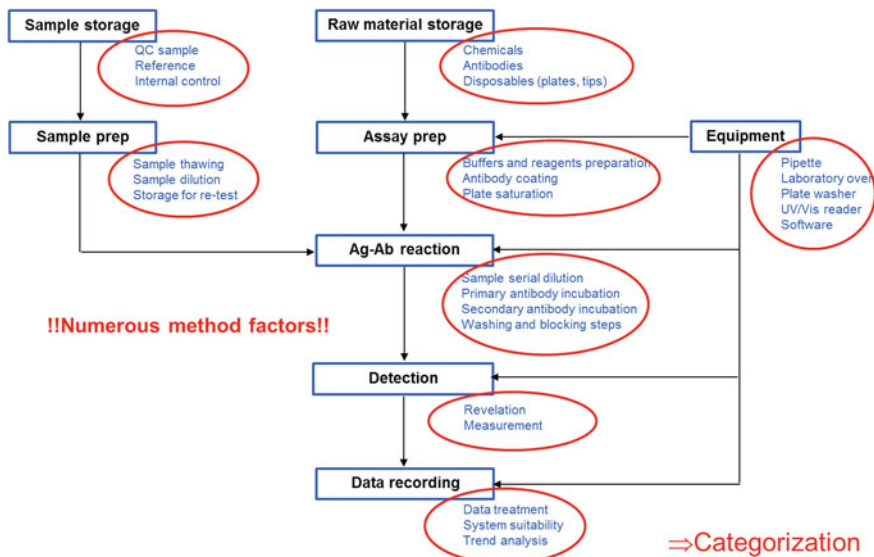 Sample storage
QC sample
Reference
Internal control
Raw material storage
Chemicals
Antibodies
Disposables (plates, tips)
Sample prep
Sample thawing
Sample dilution
Storage for re-test
Assay prep
Buffers and reagents preparation
Antibody coating
Plate saturation
Equipment
Pipette
Laboratory oven
Plate washer
UV/Vis reader
Software
Ag-Ab reaction
Sample serial dilution
Primary antibody incubation
Secondary antibody incubation
Washing and blocking steps
!!Numerous method factors!!
Detection
Revelation
Measurement
Data recording
Data treatment
System suitability
Trend analysis
⇒Categorization